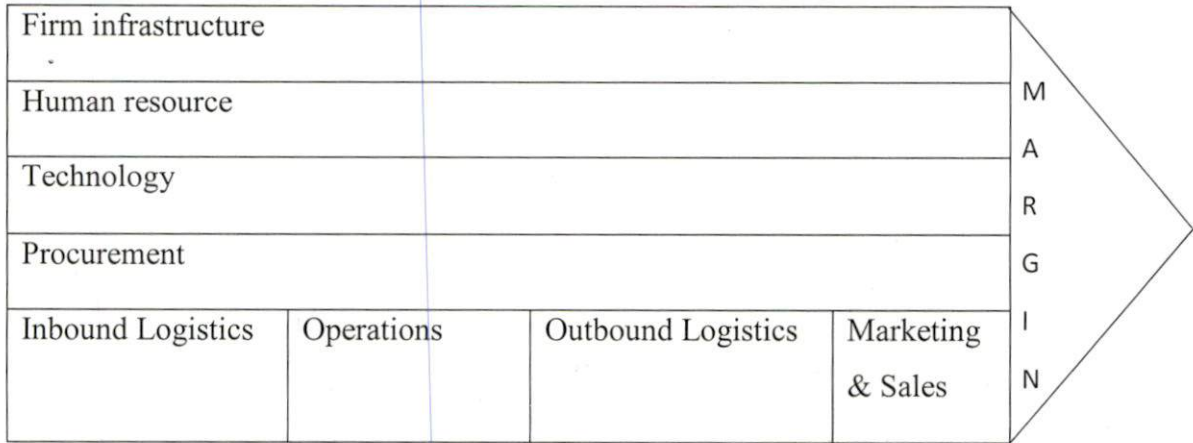 Firm infrastructure
Human resource
Technology
Procurement
Inbound Logistics
Operations
Outbound Logistics
Marketing
& Sales
M
A
R
G
I
N